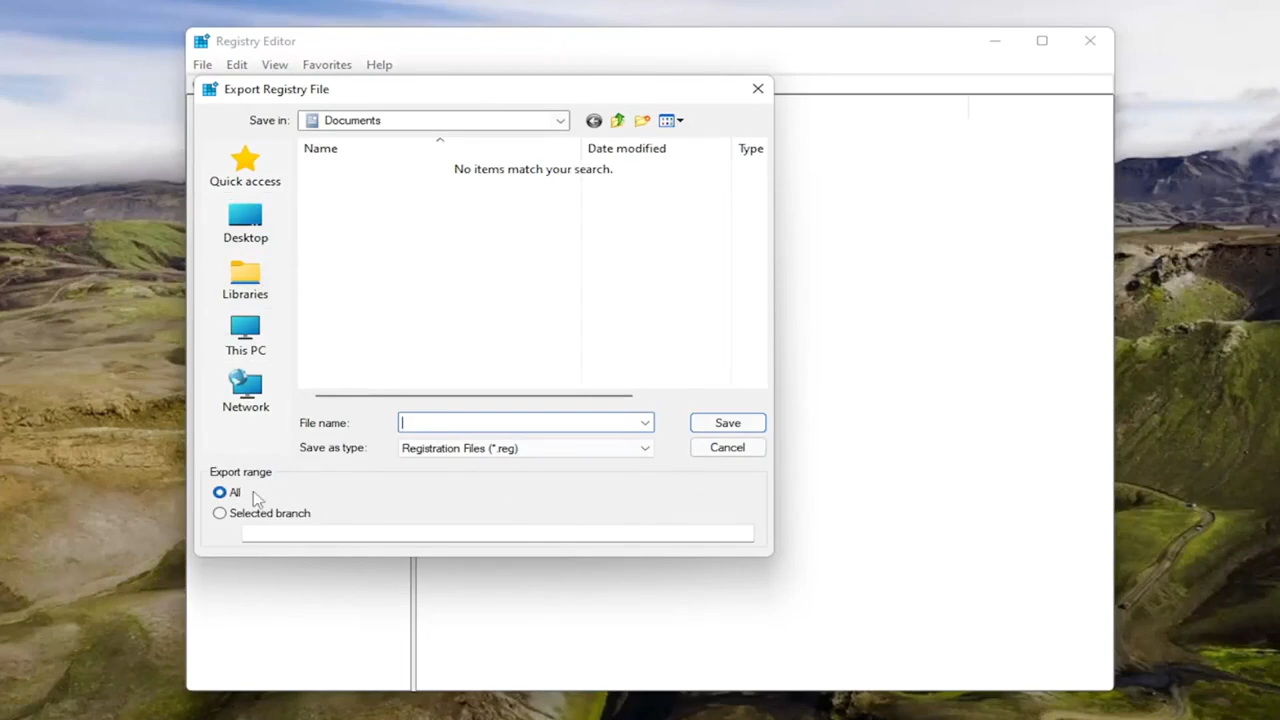 Registry Editor
File Edit View Favorites Help
Export Registry File
Save in: Documents
Name Date modified Type
No items match your search.
Quick access
Desktop
Libraries
This PC
Network
File name: Save
Save as type: Registration Files (*.reg) Cancel
Export range
All
Selected branch